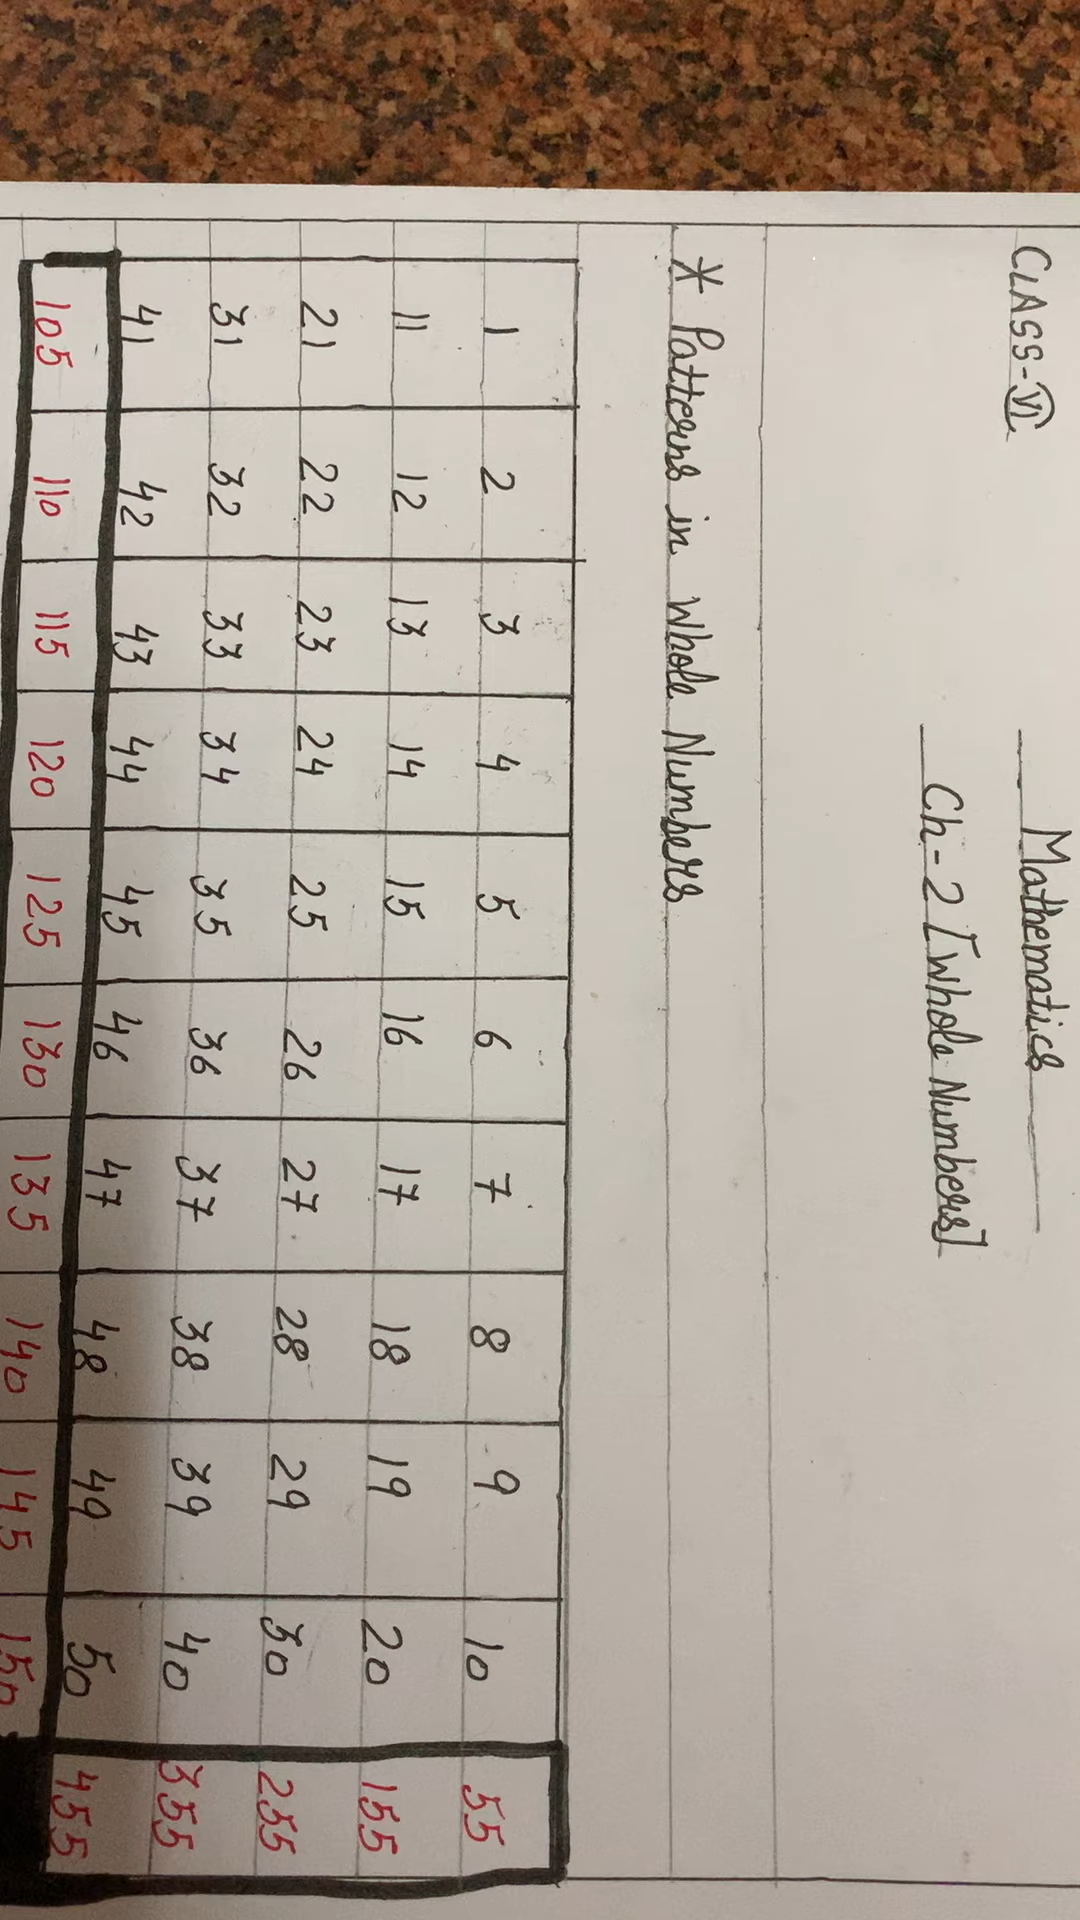 CLASS-VI
Mathematics
Ch-2 [Whole Numbers]
* Patterns in Whole Numbers
1 2 3 4 5 6 7 8 9 10 55
11 12 13 14 15 16 17 18 19 20 155
21 22 23 24 25 26 27 28 29 30 255
31 32 33 34 35 36 37 38 39 40 355
41 42 43 44 45 46 47 48 49 50 455
105 110 115 120 125 130 135 140 145 150